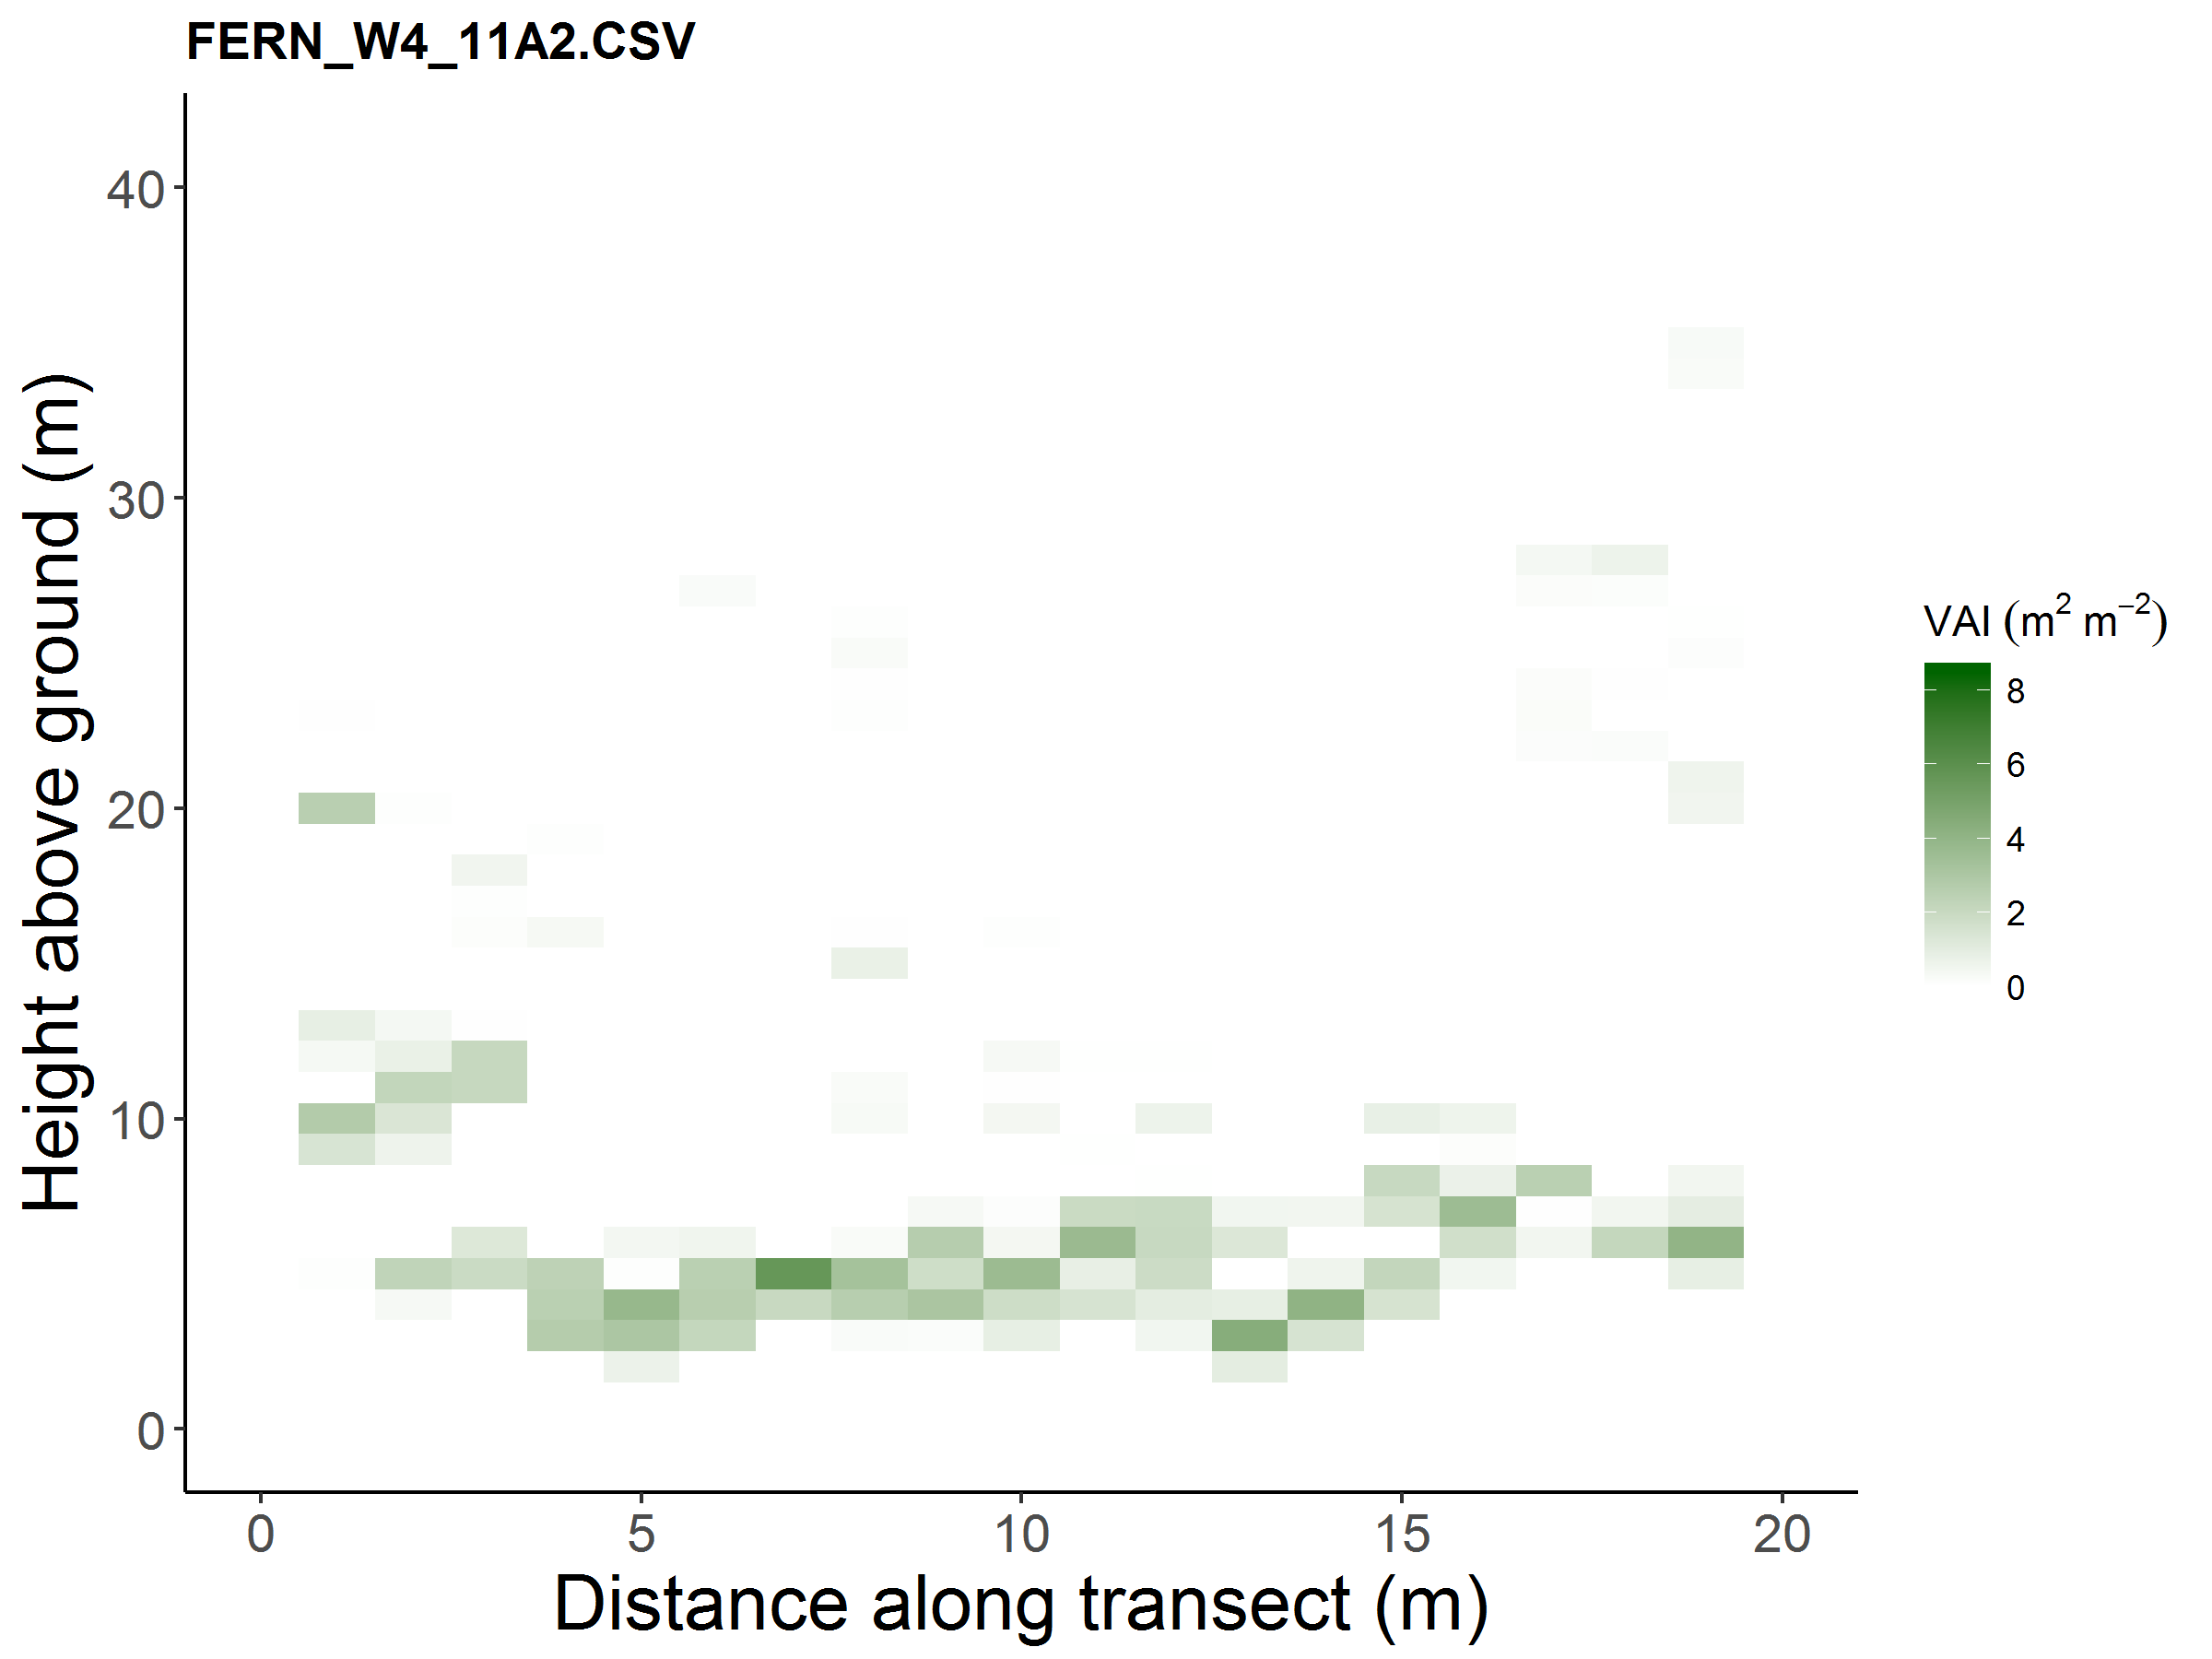 FERN_W4_11A2.CSV
Height above ground (m)
40
30
20
10
0
0 5 10 15 20
Distance along transect (m)
VAI (m² m⁻²)
8
6
4
2
0